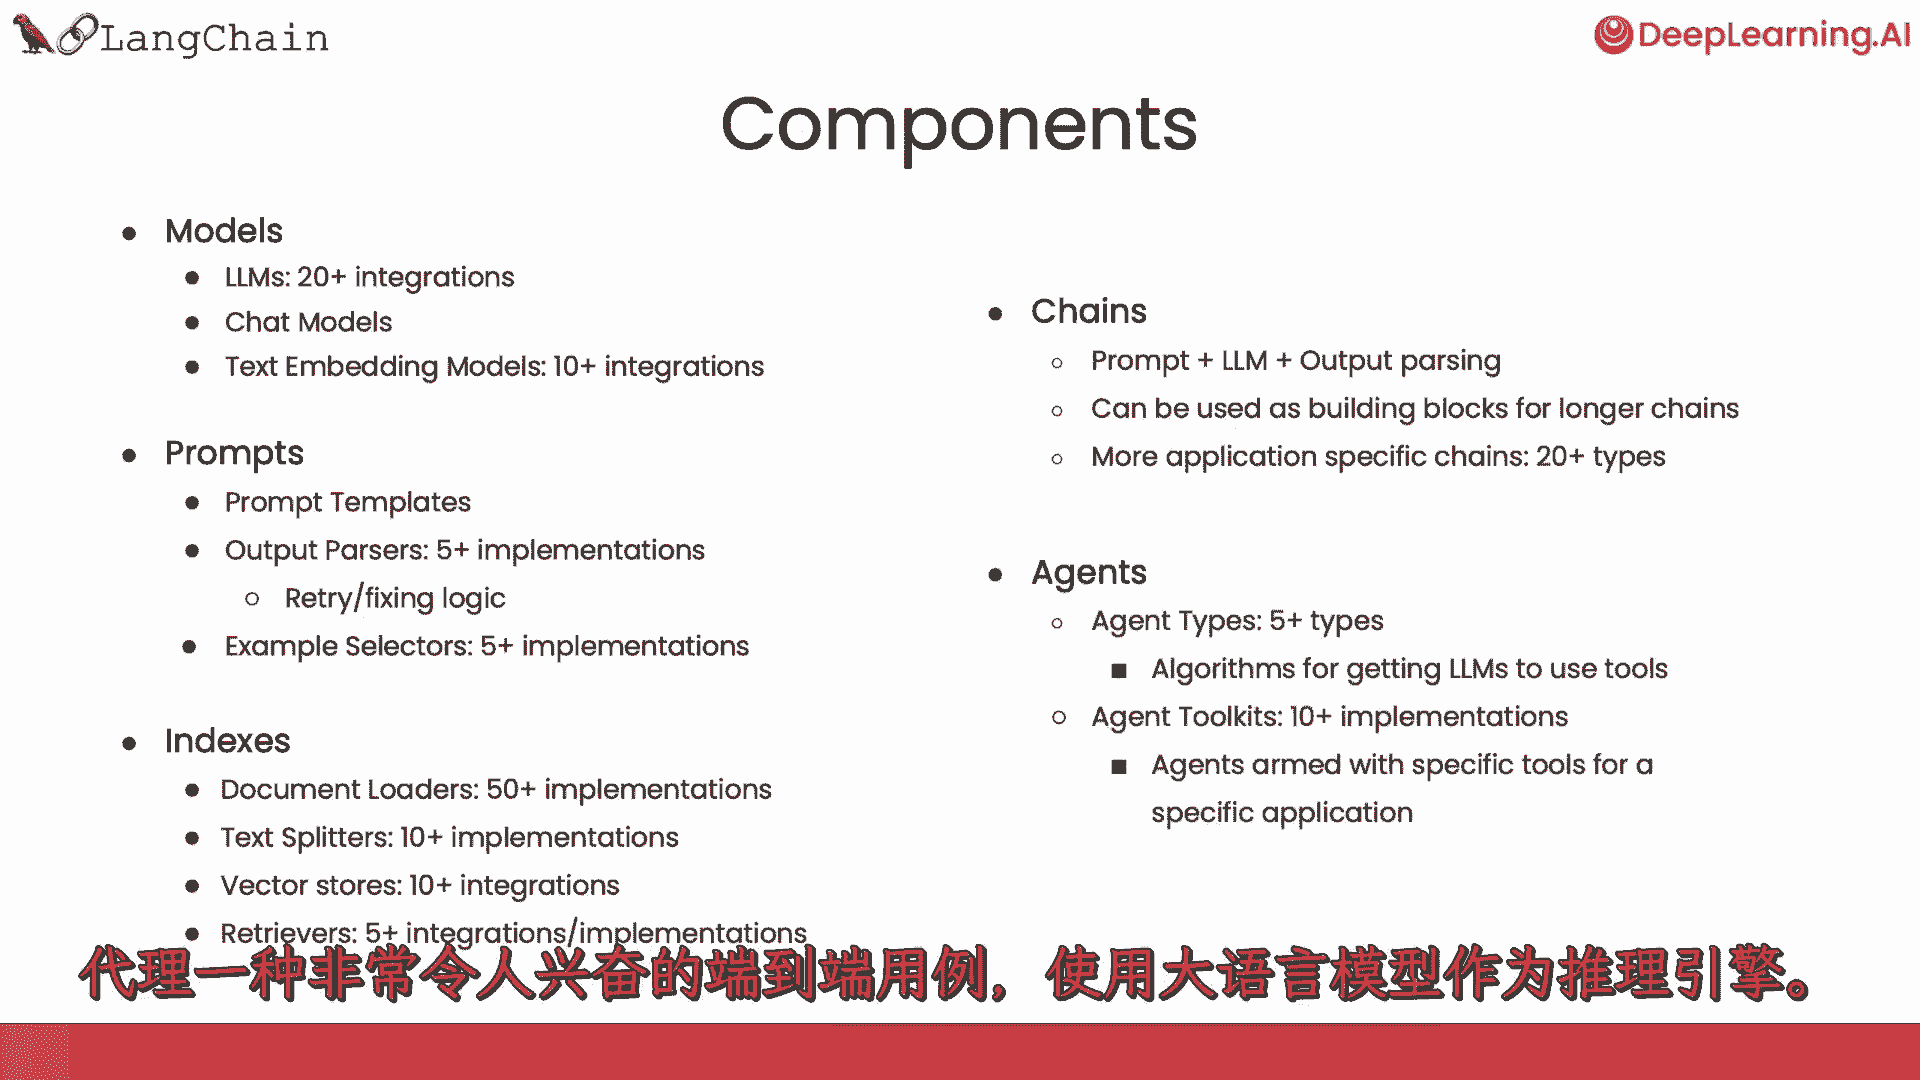 LangChain
DeepLearning.AI
Components
Models
LLMs: 20+ integrations
Chat Models
Text Embedding Models: 10+ integrations
Prompts
Prompt Templates
Output Parsers: 5+ implementations
Retry/fixing logic
Example Selectors: 5+ implementations
Indexes
Document Loaders: 50+ implementations
Text Splitters: 10+ implementations
Vector stores: 10+ integrations
Retrievers: 5+ integrations/implementations
Chains
Prompt + LLM + Output parsing
Can be used as building blocks for longer chains
More application specific chains: 20+ types
Agents
Agent Types: 5+ types
Algorithms for getting LLMs to use tools
Agent Toolkits: 10+ implementations
Agents armed with specific tools for a
specific application
代理一种非常令人兴奋的端到端用例，使用大语言模型作为推理引擎。